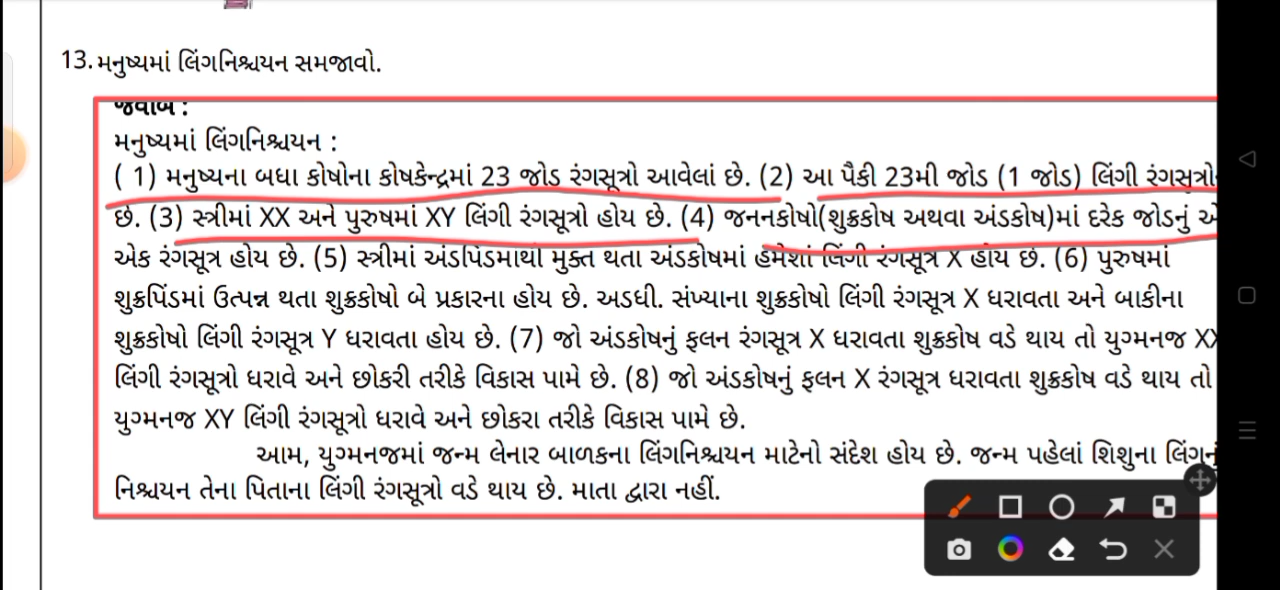 13. મનુષ્યમાં લિંગનિશ્ચયન સમજાવો.
જવાબ :
મનુષ્યમાં લિંગનિશ્ચયન :
( 1) મનુષ્યના બધા કોષોના કોષકેન્દ્રમાં 23 જોડ રંગસૂત્રો આવેલાં છે. (2) આ પૈકી 23મી જોડ (1 જોડ) લિંગી રંગસૂત્રો
છે. (3) સ્ત્રીમાં XX અને પુરુષમાં XY લિંગી રંગસૂત્રો હોય છે. (4) જનનકોષો(શુક્રકોષ અથવા અંડકોષ)માં દરેક જોડનું
એક રંગસૂત્ર હોય છે. (5) સ્ત્રીમાં અંડપિંડમાંથી મુક્ત થતા અંડકોષમાં હંમેશાં લિંગી રંગસૂત્ર X હોય છે. (6) પુરુષમાં
શુક્રપિંડમાં ઉત્પન્ન થતા શુક્રકોષો બે પ્રકારના હોય છે. અડધી. સંખ્યાના શુક્રકોષો લિંગી રંગસૂત્ર X ધરાવતા અને બાકીના
શુક્રકોષો લિંગી રંગસૂત્ર Y ધરાવતા હોય છે. (7) જો અંડકોષનું ફલન રંગસૂત્ર X ધરાવતા શુક્રકોષ વડે થાય તો યુગ્મનજ XX
લિંગી રંગસૂત્રો ધરાવે અને છોકરી તરીકે વિકાસ પામે છે. (8) જો અંડકોષનું ફલન X રંગસૂત્ર ધરાવતા શુક્રકોષ વડે થાય તો
યુગ્મનજ XY લિંગી રંગસૂત્રો ધરાવે અને છોકરા તરીકે વિકાસ પામે છે.
આમ, યુગ્મનજમાં જન્મ લેનાર બાળકના લિંગનિશ્ચયન માટેનો સંદેશ હોય છે. જન્મ પહેલાં શિશુના લિંગનું
નિશ્ચયન તેના પિતાના લિંગી રંગસૂત્રો વડે થાય છે. માતા દ્વારા નહીં.